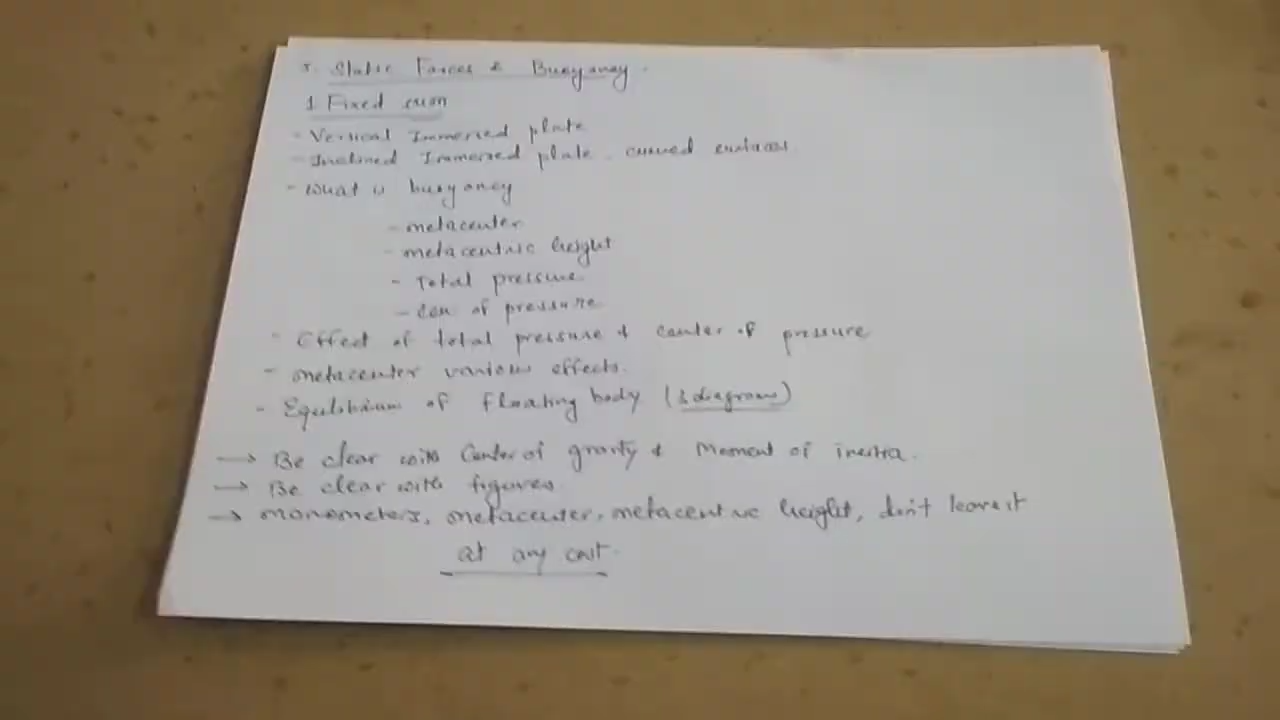 Static Forces & Buoyancy.
1. Fixed sum
- Vertical Immersed plate
- Inclined Immersed plate, curved surfaces
- What is buoyancy
- metacenter
- metacentric height
- Total pressure
- Cen of pressure
- Effect of total pressure & center of pressure
- metacenter various effects.
- Equilibrium of floating body (3 diagrams)
→ Be clear with Center of gravity & Moment of inertia.
→ Be clear with figures.
→ manometers, metacenter, metacentric height, don't leave it
at any cost.